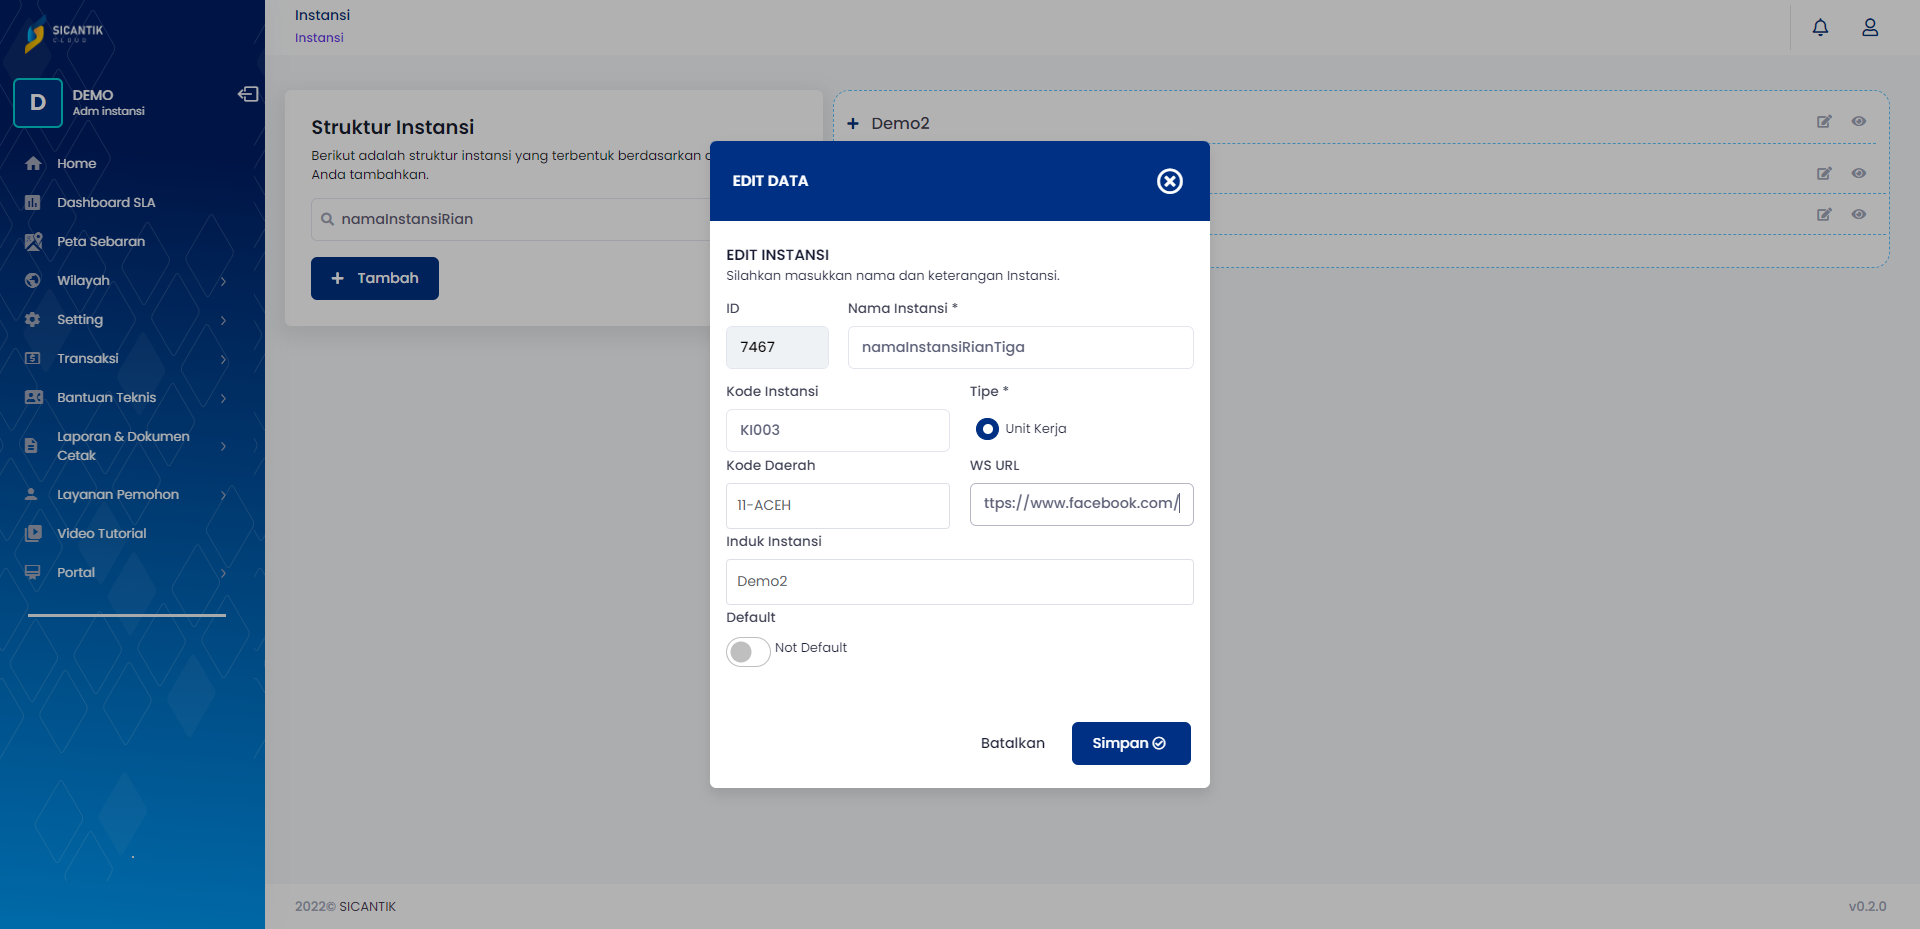 SICANTIK
CLOUD
D
DEMO
Adm instansi
Home
Dashboard SLA
Peta Sebaran
Wilayah
Setting
Transaksi
Bantuan Teknis
Laporan & Dokumen
Cetak
Layanan Pemohon
Video Tutorial
Portal
Instansi
Instansi
Struktur Instansi
Berikut adalah struktur instansi yang terbentuk berdasarkan
Anda tambahkan.
namaInstansiRian
+ Tambah
+ Demo2
EDIT DATA
EDIT INSTANSI
Silahkan masukkan nama dan keterangan Instansi.
ID
Nama Instansi *
7467
namaInstansiRianTiga
Kode Instansi
Tipe *
KI003
Unit Kerja
Kode Daerah
WS URL
11-ACEH
ttps://www.facebook.com/
Induk Instansi
Demo2
Default
Not Default
Batalkan
Simpan
2022© SICANTIK
v0.2.0